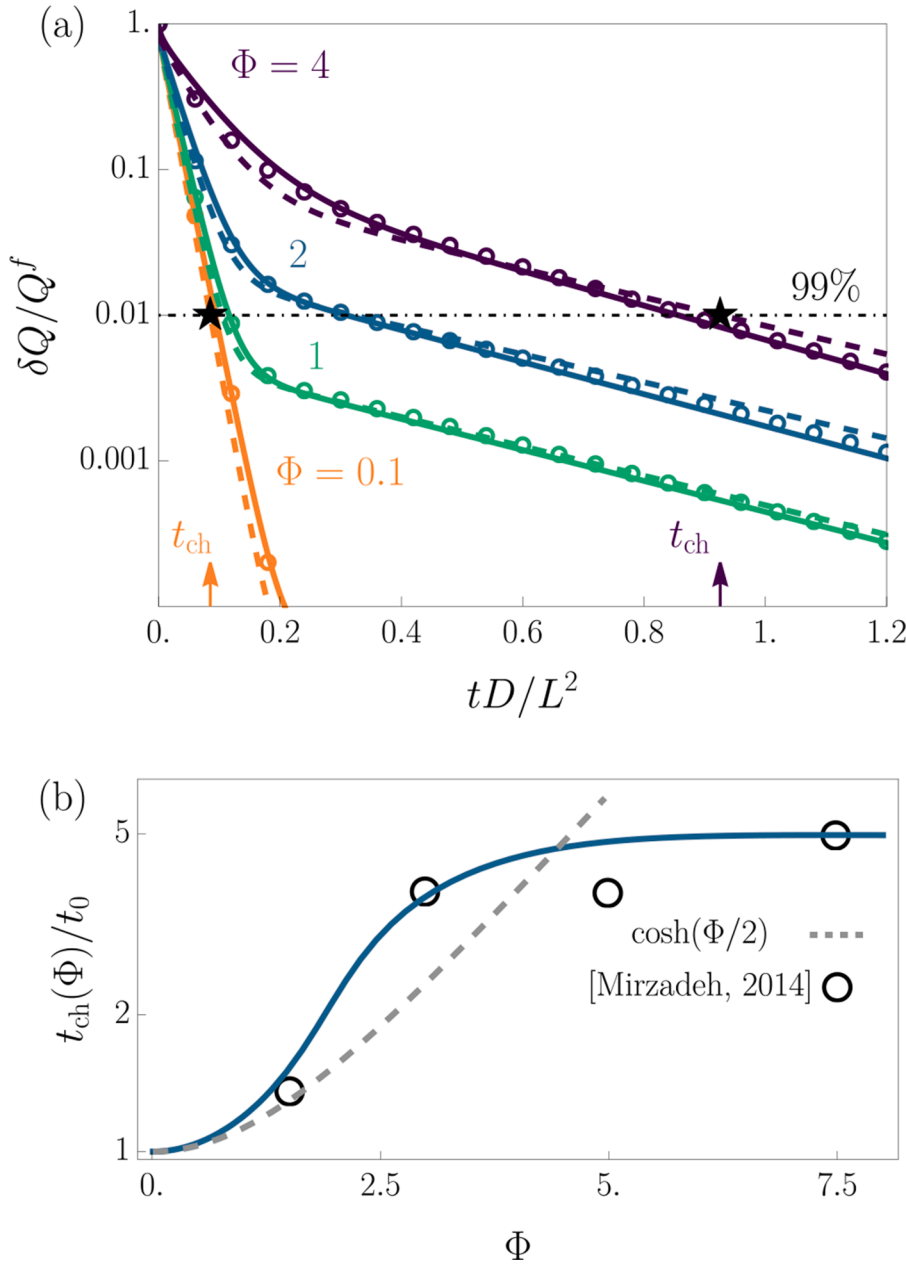 (a)
1.
0.1
0.01
0.001
δQ/Q^f
Φ = 4
2
99%
1
Φ = 0.1
t_ch
t_ch
0. 0.2 0.4 0.6 0.8 1. 1.2
tD/L²
(b)
5
2
1
t_ch(Φ)/t_0
cosh(Φ/2)
[Mirzadeh, 2014]
0. 2.5 5. 7.5
Φ